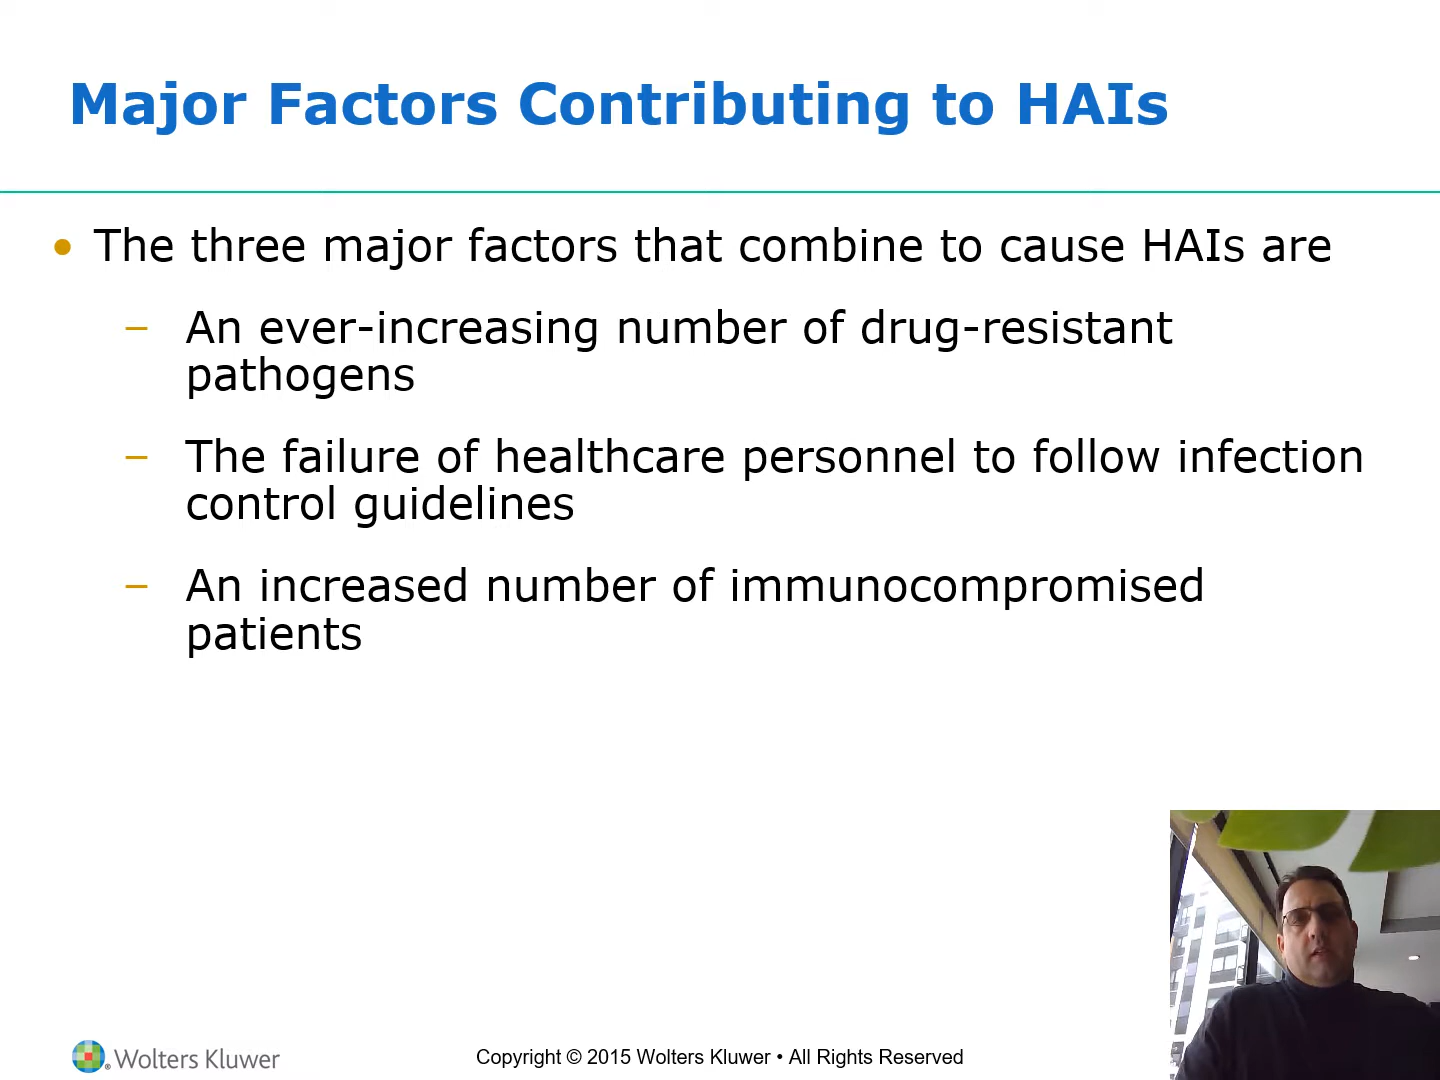 Major Factors Contributing to HAIs
• The three major factors that combine to cause HAIs are
– An ever-increasing number of drug-resistant
pathogens
– The failure of healthcare personnel to follow infection
control guidelines
– An increased number of immunocompromised
patients
® Wolters Kluwer
Copyright © 2015 Wolters Kluwer • All Rights Reserved